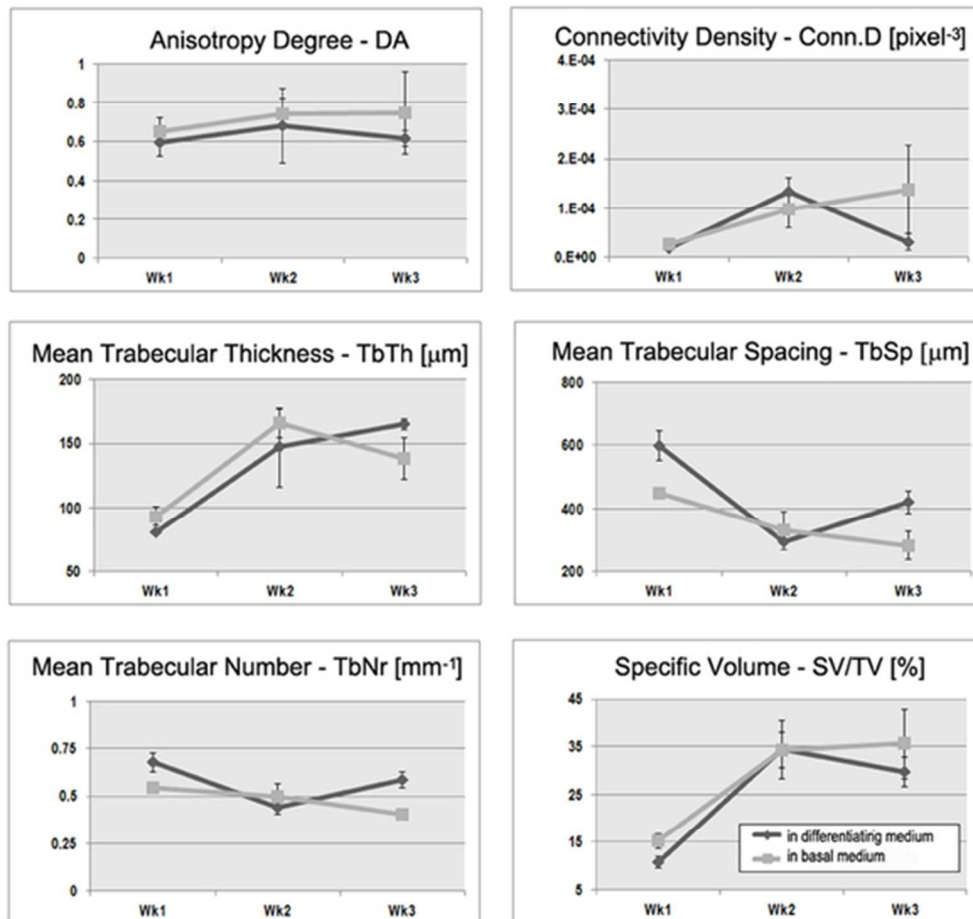 Anisotropy Degree - DA
1
0.8
0.6
0.4
0.2
0
Wk1 Wk2 Wk3
Connectivity Density - Conn.D [pixel-3]
4.E-04
3.E-04
2.E-04
1.E-04
0.E+00
Wk1 Wk2 Wk3
Mean Trabecular Thickness - TbTh [μm]
200
150
100
50
Wk1 Wk2 Wk3
Mean Trabecular Spacing - TbSp [μm]
800
600
400
200
Wk1 Wk2 Wk3
Mean Trabecular Number - TbNr [mm-1]
1
0.75
0.5
0.25
0
Wk1 Wk2 Wk3
Specific Volume - SV/TV [%]
45
35
25
15
5
in differentiating medium
in basal medium
Wk1 Wk2 Wk3